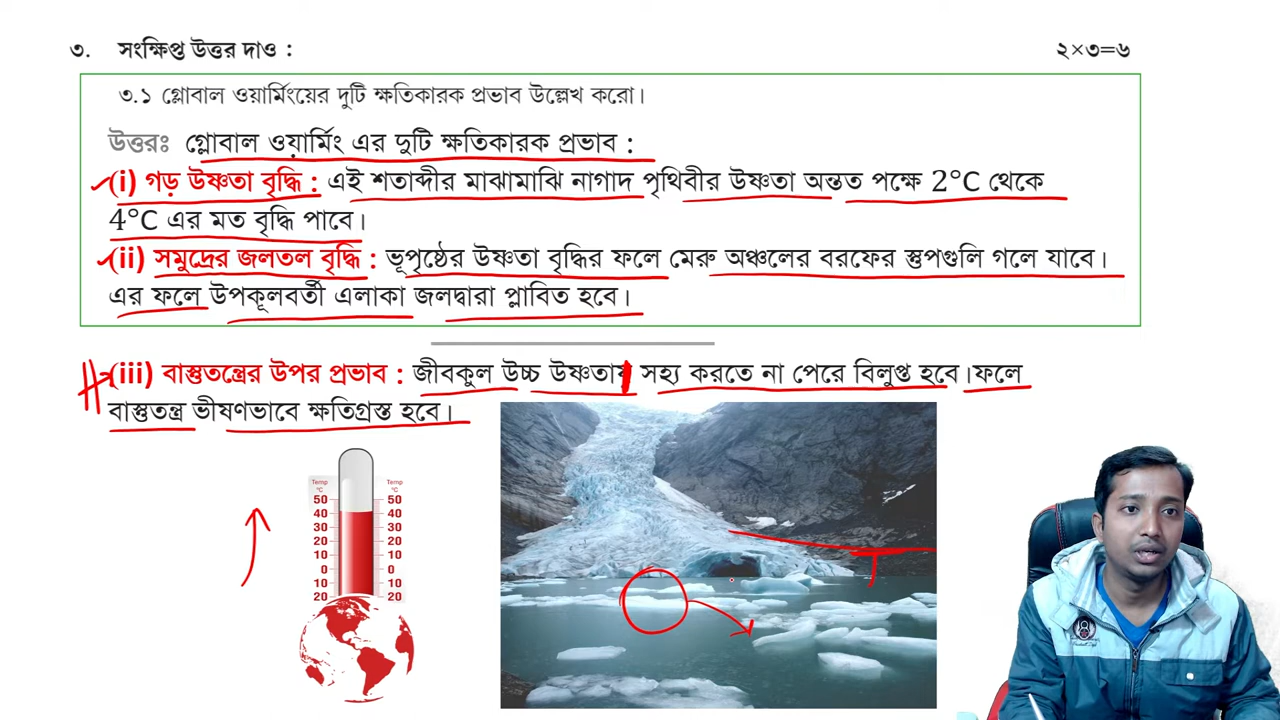 ৩. সংক্ষিপ্ত উত্তর দাও : ২×৩=৬
৩.১ গ্লোবাল ওয়ার্মিংয়ের দুটি ক্ষতিকারক প্রভাব উল্লেখ করো।
উত্তরঃ গ্লোবাল ওয়ার্মিং এর দুটি ক্ষতিকারক প্রভাব :
(i) গড় উষ্ণতা বৃদ্ধি : এই শতাব্দীর মাঝামাঝি নাগাদ পৃথিবীর উষ্ণতা অন্তত পক্ষে 2°C থেকে
4°C এর মত বৃদ্ধি পাবে।
(ii) সমুদ্রের জলতল বৃদ্ধি : ভূপৃষ্ঠের উষ্ণতা বৃদ্ধির ফলে মেরু অঞ্চলের বরফের স্তুপগুলি গলে যাবে।
এর ফলে উপকূলবর্তী এলাকা জলদ্বারা প্লাবিত হবে।
(iii) বাস্তুতন্ত্রের উপর প্রভাব : জীবকুল উচ্চ উষ্ণতায় সহ্য করতে না পেরে বিলুপ্ত হবে।ফলে
বাস্তুতন্ত্র ভীষণভাবে ক্ষতিগ্রস্ত হবে।
Temp Temp
°C °C
50 50
40 40
30 30
20 20
10 10
0 0
10 10
20 20